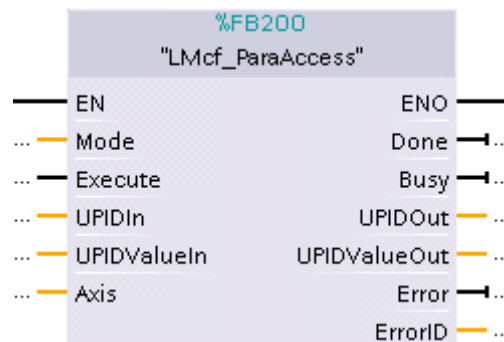 %FB200
"LMcf_ParaAccess"
EN ENO
... Mode Done ...
... Execute Busy ...
... UPIDIn UPIDOut ...
... UPIDValueIn UPIDValueOut ...
... Axis Error ...
ErrorID ...